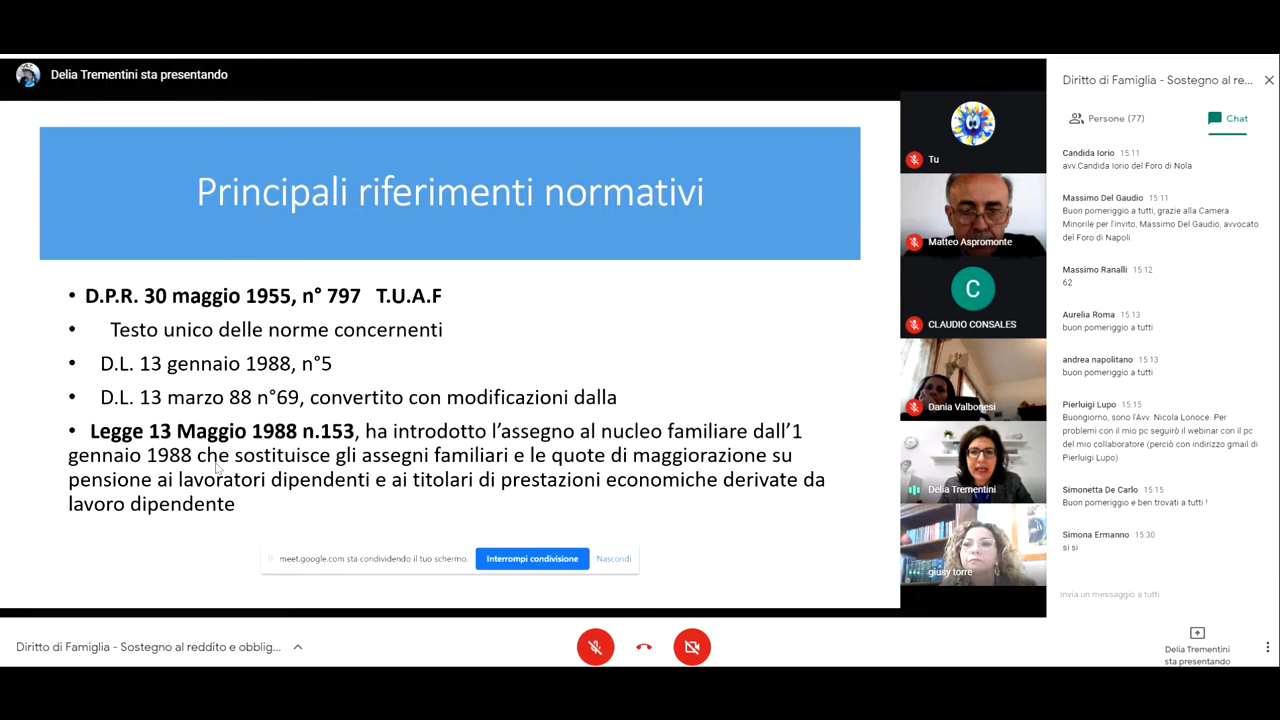 Delia Trementini sta presentando
Principali riferimenti normativi
• D.P.R. 30 maggio 1955, n° 797 T.U.A.F
• Testo unico delle norme concernenti
• D.L. 13 gennaio 1988, n°5
• D.L. 13 marzo 88 n°69, convertito con modificazioni dalla
• Legge 13 Maggio 1988 n.153, ha introdotto l’assegno al nucleo familiare dall’1
gennaio 1988 che sostituisce gli assegni familiari e le quote di maggiorazione su
pensione ai lavoratori dipendenti e ai titolari di prestazioni economiche derivate da
lavoro dipendente
meet.google.com sta condividendo il tuo schermo. Interrompi condivisione Nascondi
Tu
Matteo Aspromonte
C
CLAUDIO CONSALES
Dania Valbonesi
Delia Trementini
giusy torre
Diritto di Famiglia - Sostegno al re...
Persone (77) Chat
Candida Iorio 15:11
avv.Candida Iorio del Foro di Nola
Massimo Del Gaudio 15:11
Buon pomeriggio a tutti, grazie alla Camera
Minorile per l'invito, Massimo Del Gaudio, avvocato
del Foro di Napoli
Massimo Ranalli 15:12
62
Aurelia Roma 15:13
buon pomeriggio a tutti
andrea napolitano 15:13
buon pomeriggio a tutti
Pierluigi Lupo 15:15
Buongiorno, sono l'Avv. Nicola Lonoce. Per
problemi con il mio pc seguirò il webinar con il pc
del mio collaboratore (perciò con indirizzo gmail di
Pierluigi Lupo)
Simonetta De Carlo 15:15
Buon pomeriggio e ben trovati a tutti !
Simona Ermanno 15:30
si si
Invia un messaggio a tutti
Diritto di Famiglia - Sostegno al reddito e obblig...
Delia Trementini
sta presentando